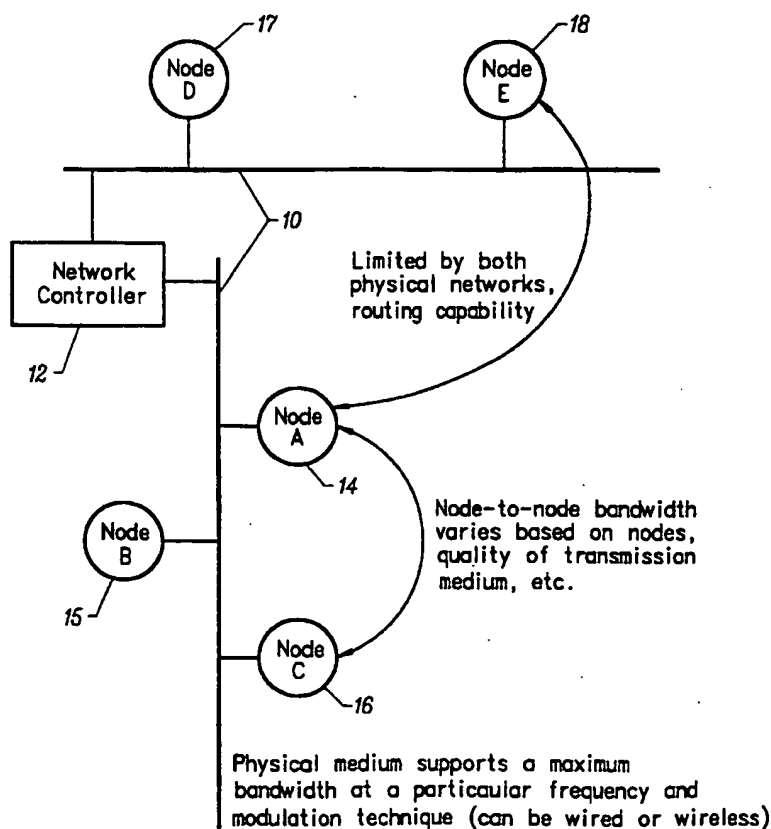 17
18
Node
D
Node
E
10
Network
Controller
12
Limited by both
physical networks,
routing capability
Node
A
14
Node
B
15
Node-to-node bandwidth
varies based on nodes,
quality of transmission
medium, etc.
Node
C
16
Physical medium supports a maximum
bandwidth at a particaular frequency and
modulation technique (can be wired or wireless)